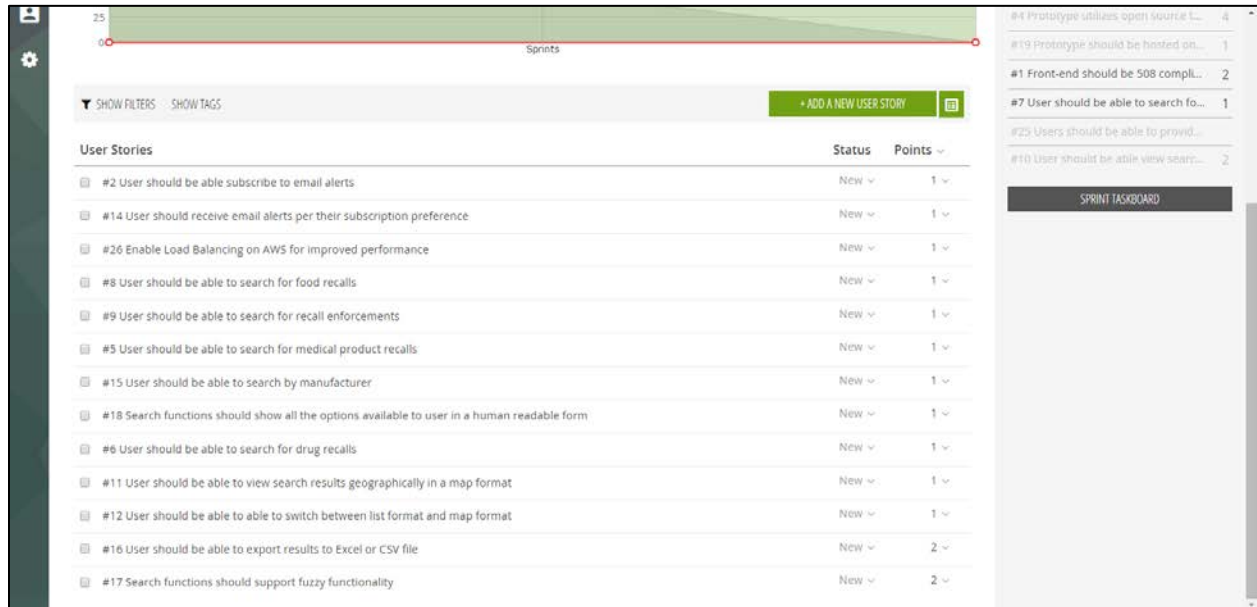 25
0
Sprints
SHOW FILTERS SHOW TAGS
+ ADD A NEW USER STORY
User Stories Status Points
#2 User should be able subscribe to email alerts New 1
#14 User should receive email alerts per their subscription preference New 1
#26 Enable Load Balancing on AWS for improved performance New 1
#8 User should be able to search for food recalls New 1
#9 User should be able to search for recall enforcements New 1
#5 User should be able to search for medical product recalls New 1
#15 User should be able to search by manufacturer New 1
#18 Search functions should show all the options available to user in a human readable form New 1
#6 User should be able to search for drug recalls New 1
#11 User should be able to view search results geographically in a map format New 1
#12 User should be able to able to switch between list format and map format New 1
#16 User should be able to export results to Excel or CSV file New 2
#17 Search functions should support fuzzy functionality New 2
#4 Prototype utilizes open source t... 4
#19 Prototype should be hosted on... 1
#1 Front-end should be 508 compli... 2
#7 User should be able to search fo... 1
#25 Users should be able to provid...
#10 User should be able view searc... 2
SPRINT TASKBOARD